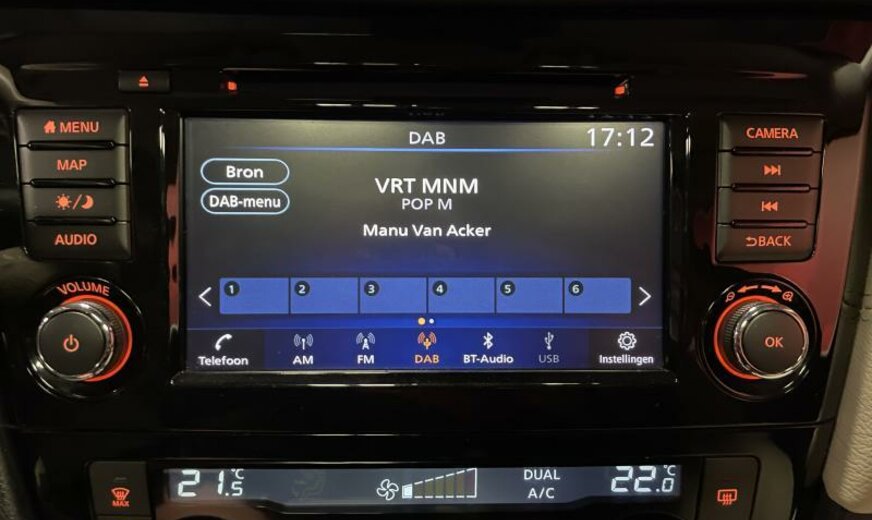 MENU
MAP
AUDIO
VOLUME
DAB 17:12
Bron
DAB-menu
VRT MNM
POP M
Manu Van Acker
1 2 3 4 5 6
Telefoon AM FM DAB BT-Audio USB Instellingen
CAMERA
BACK
OK
MAX
21.5 °C
DUAL
A/C
22.0 °C